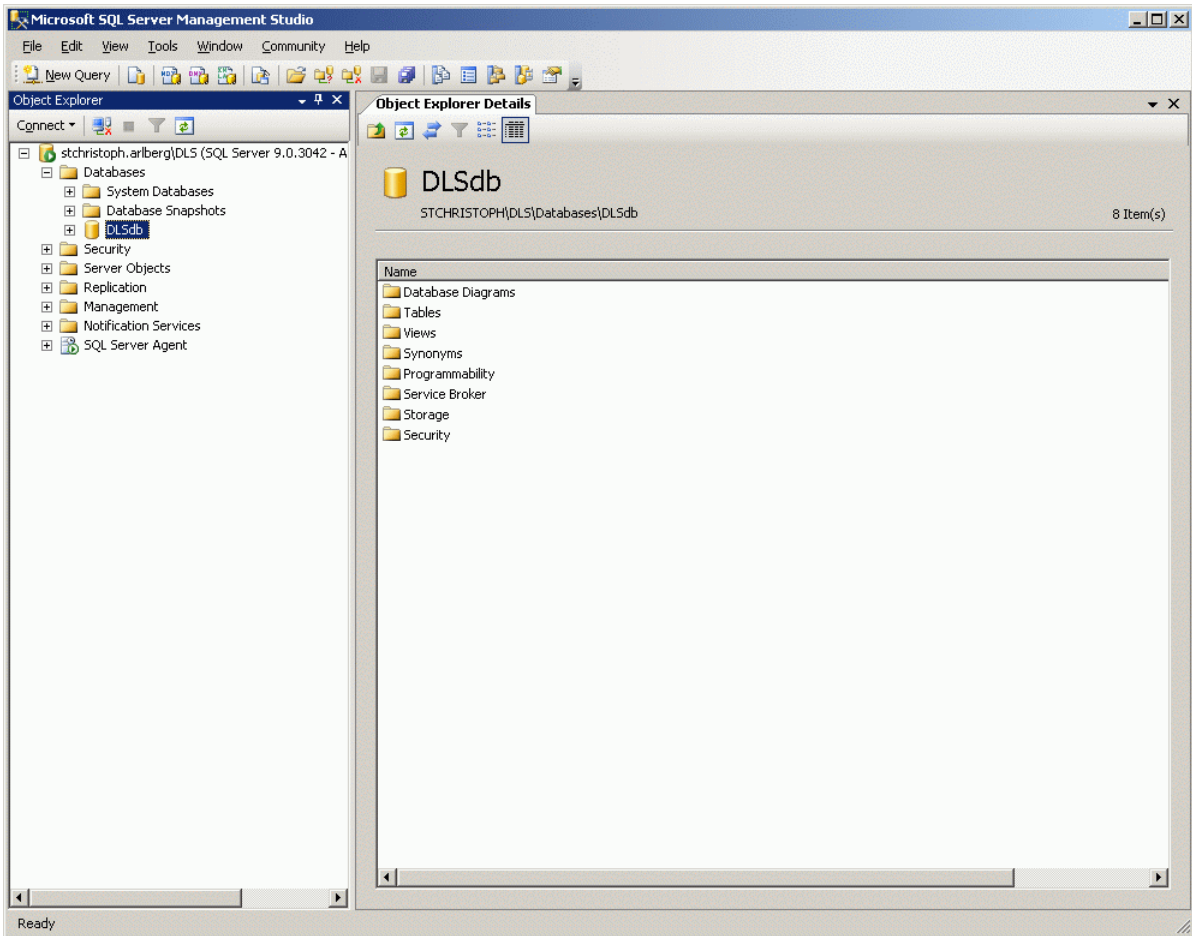 Microsoft SQL Server Management Studio
File Edit View Tools Window Community Help
New Query
Object Explorer
Connect
stchristoph.arlberg\DLS (SQL Server 9.0.3042 - A
Databases
System Databases
Database Snapshots
DLSdb
Security
Server Objects
Replication
Management
Notification Services
SQL Server Agent
Object Explorer Details
DLSdb
STCHRISTOPH\DLS\Databases\DLSdb 8 Item(s)
Name
Database Diagrams
Tables
Views
Synonyms
Programmability
Service Broker
Storage
Security
Ready